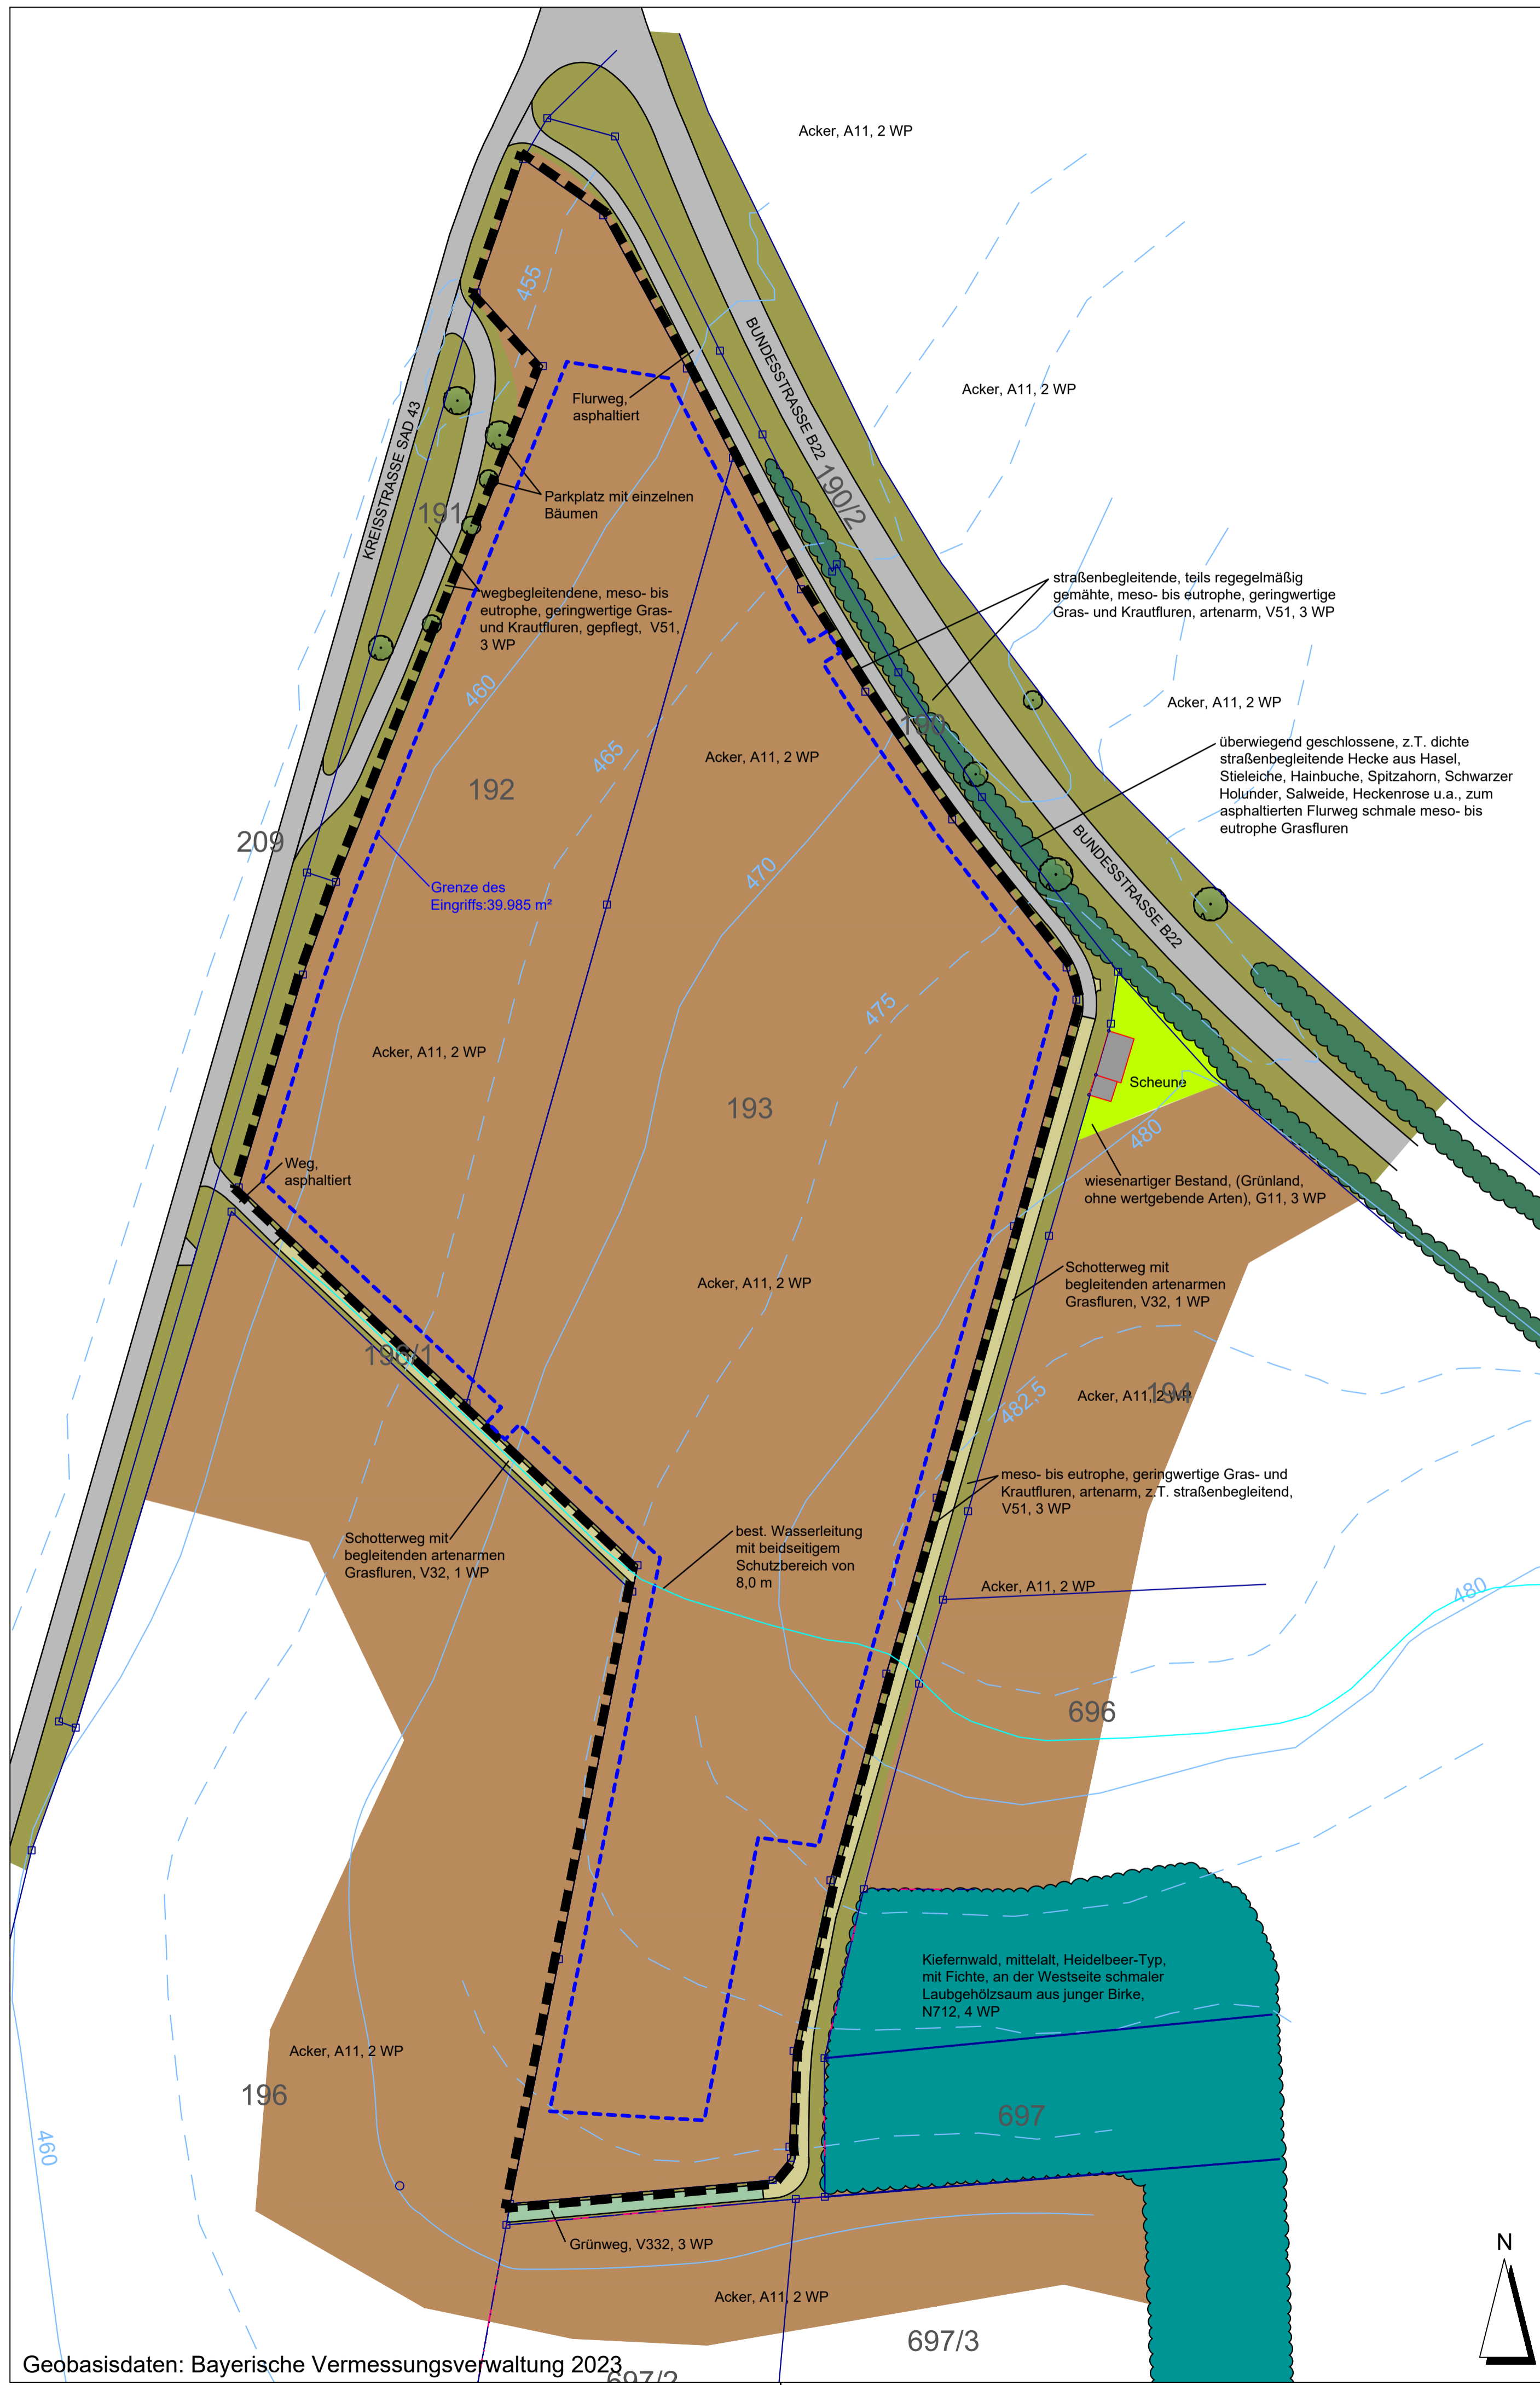 Acker, A11, 2 WP
455
BUNDESSTRASSE B22
Acker, A11, 2 WP
Flurweg,
asphaltiert
KREISSTRASSE SAD 43
190/2
191
Parkplatz mit einzelnen
Bäumen
straßenbegleitende, teils regegelmäßig
gemähte, meso- bis eutrophe, geringwertige
Gras- und Krautfluren, artenarm, V51, 3 WP
wegbegleitendene, meso- bis
eutrophe, geringwertige Gras-
und Krautfluren, gepflegt, V51,
3 WP
460
Acker, A11, 2 WP
465
Acker, A11, 2 WP
überwiegend geschlossene, z.T. dichte
straßenbegleitende Hecke aus Hasel,
Stieleiche, Hainbuche, Spitzahorn, Schwarzer
Holunder, Salweide, Heckenrose u.a., zum
asphaltierten Flurweg schmale meso- bis
eutrophe Grasfluren
192
209
470
BUNDESSTRASSE B22
Grenze des
Eingriffs:39.985 m²
475
Acker, A11, 2 WP
Scheune
193
480
Weg,
asphaltiert
wiesenartiger Bestand, (Grünland,
ohne wertgebende Arten), G11, 3 WP
Acker, A11, 2 WP
Schotterweg mit
begleitenden artenarmen
Grasfluren, V32, 1 WP
196/1
482,5
Acker, A11, 2 WP
194
meso- bis eutrophe, geringwertige Gras- und
Krautfluren, artenarm, z.T. straßenbegleitend,
V51, 3 WP
Schotterweg mit
begleitenden artenarmen
Grasfluren, V32, 1 WP
best. Wasserleitung
mit beidseitigem
Schutzbereich von
8,0 m
Acker, A11, 2 WP
480
696
Kiefernwald, mittelalt, Heidelbeer-Typ,
mit Fichte, an der Westseite schmaler
Laubgehölzsaum aus junger Birke,
N712, 4 WP
Acker, A11, 2 WP
196
697
460
Grünweg, V332, 3 WP
N
Acker, A11, 2 WP
697/3
Geobasisdaten: Bayerische Vermessungsverwaltung 2023
697/2